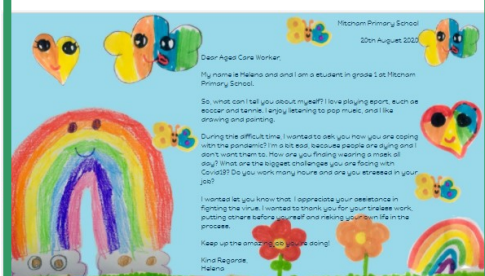 Mitcham Primary School
20th August 2020
Dear Aged Care Worker,
My name is Helena and and I am a student in grade 1 at Mitcham
Primary School.
So, what can I tell you about myself? I love playing sport, such as
soccer and tennis. I enjoy listening to pop music, and I like
drawing and painting.
During this difficult time, I wanted to ask you how you are coping
with the pandemic? I'm a bit sad, because people are dying and I
don't want them to. How are you finding wearing a mask all
day? What are the biggest challenges you are facing with
Covid19? Do you work many hours and are you stressed in your
job?
I wanted let you know that I appreciate your assistance in
fighting the virus. I wanted to thank you for your tireless work,
putting others before yourself and risking your own life in the
process.
Keep up the amazing job you're doing!
Kind Regards,
Helena